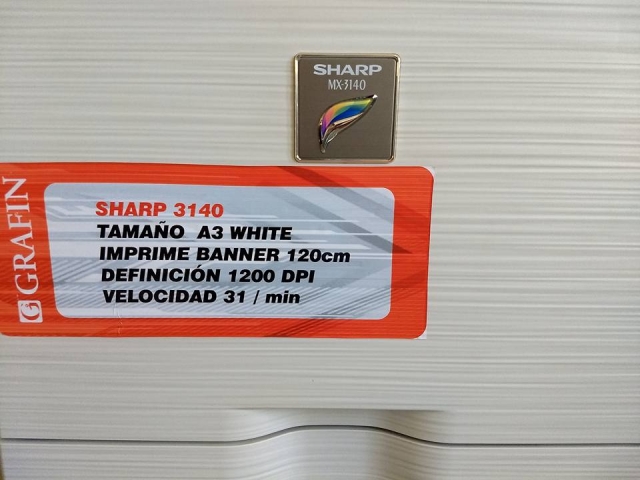 SHARP
MX-3140
GRAFIN
SHARP 3140
TAMAÑO A3 WHITE
IMPRIME BANNER 120cm
DEFINICIÓN 1200 DPI
VELOCIDAD 31 / min